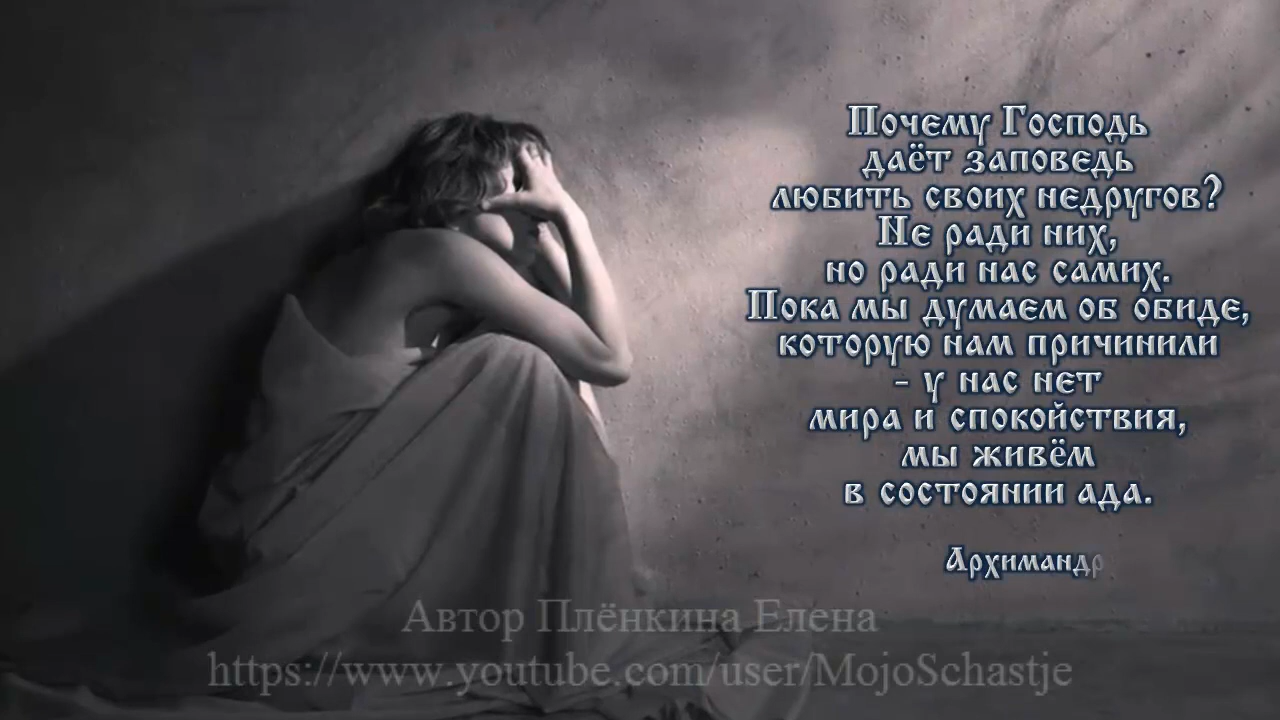 Почему Господь
даёт заповедь
любить своих недругов?
Не ради них,
но ради нас самих.
Пока мы думаем об обиде,
которую нам причинили
- у нас нет
мира и спокойствия,
мы живём
в состоянии ада.
Архимандр
Автор Плёнкина Елена
https://www.youtube.com/user/MojoSchastje